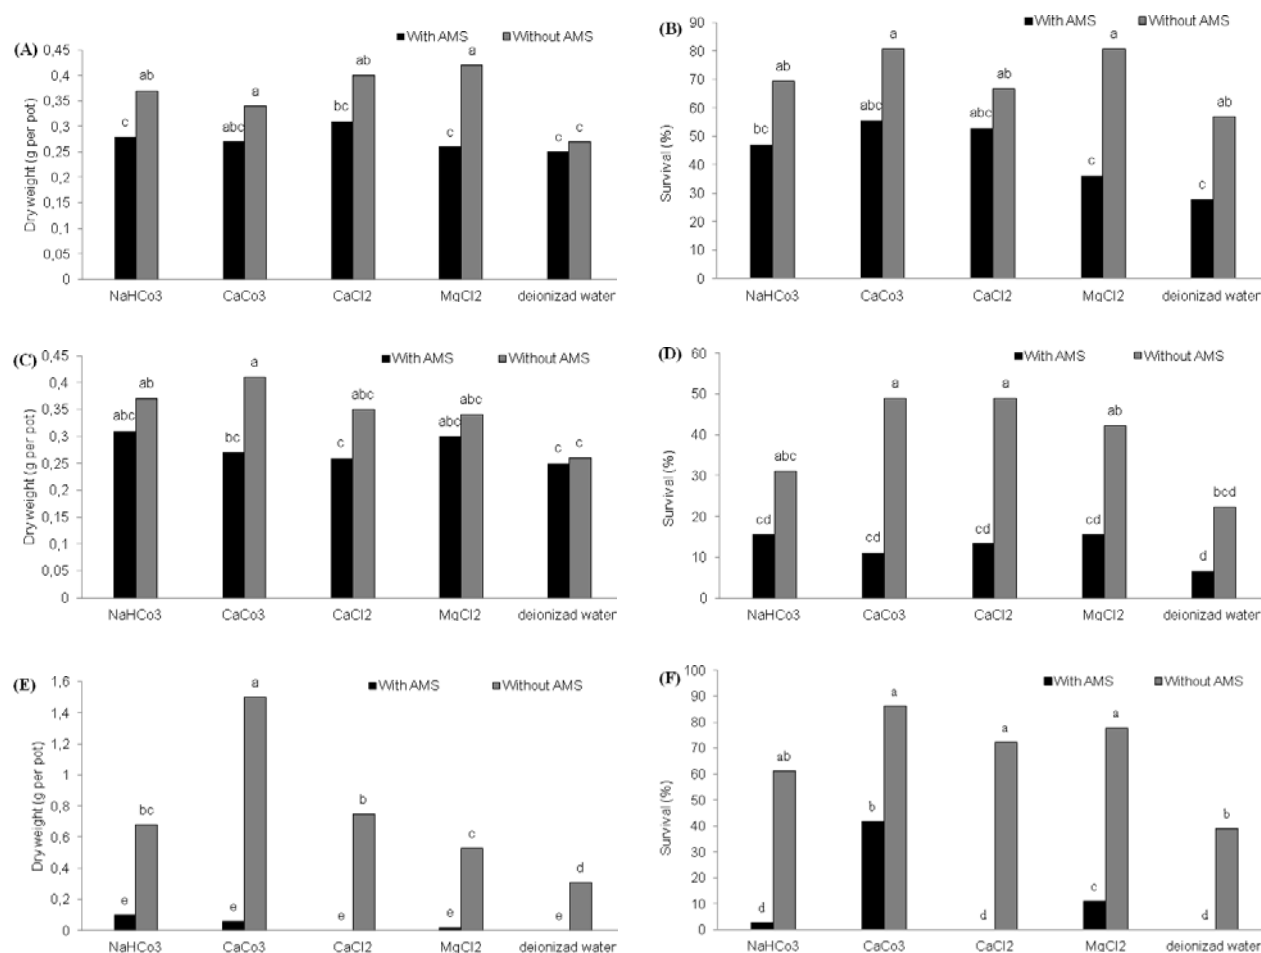 (A)
With AMS Without AMS
Dry weight (g per pot)
0,45
0,4
0,35
0,3
0,25
0,2
0,15
0,1
0,05
0
c ab abc a bc ab c a c c
NaHCo3 CaCo3 CaCl2 MgCl2 deionizad water
(B)
With AMS Without AMS
Survival (%)
90
80
70
60
50
40
30
20
10
0
bc ab abc a abc ab c a c ab
NaHCo3 CaCo3 CaCl2 MgCl2 deionizad water
(C)
With AMS Without AMS
Dry weight (g per pot)
0,45
0,4
0,35
0,3
0,25
0,2
0,15
0,1
0,05
0
abc ab bc a c abc abc abc c c
NaHCo3 CaCo3 CaCl2 MgCl2 deionizad water
(D)
With AMS Without AMS
Survival (%)
60
50
40
30
20
10
0
cd abc cd a cd a cd ab d bcd
NaHCo3 CaCo3 CaCl2 MgCl2 deionizad water
(E)
With AMS Without AMS
Dry weight (g per pot)
1,6
1,4
1,2
1
0,8
0,6
0,4
0,2
0
e bc e a e b e c e d
NaHCo3 CaCo3 CaCl2 MgCl2 deionizad water
(F)
With AMS Without AMS
Survival (%)
100
90
80
70
60
50
40
30
20
10
0
d ab b a d a c a d b
NaHCo3 CaCo3 CaCl2 MgCl2 deionizad water